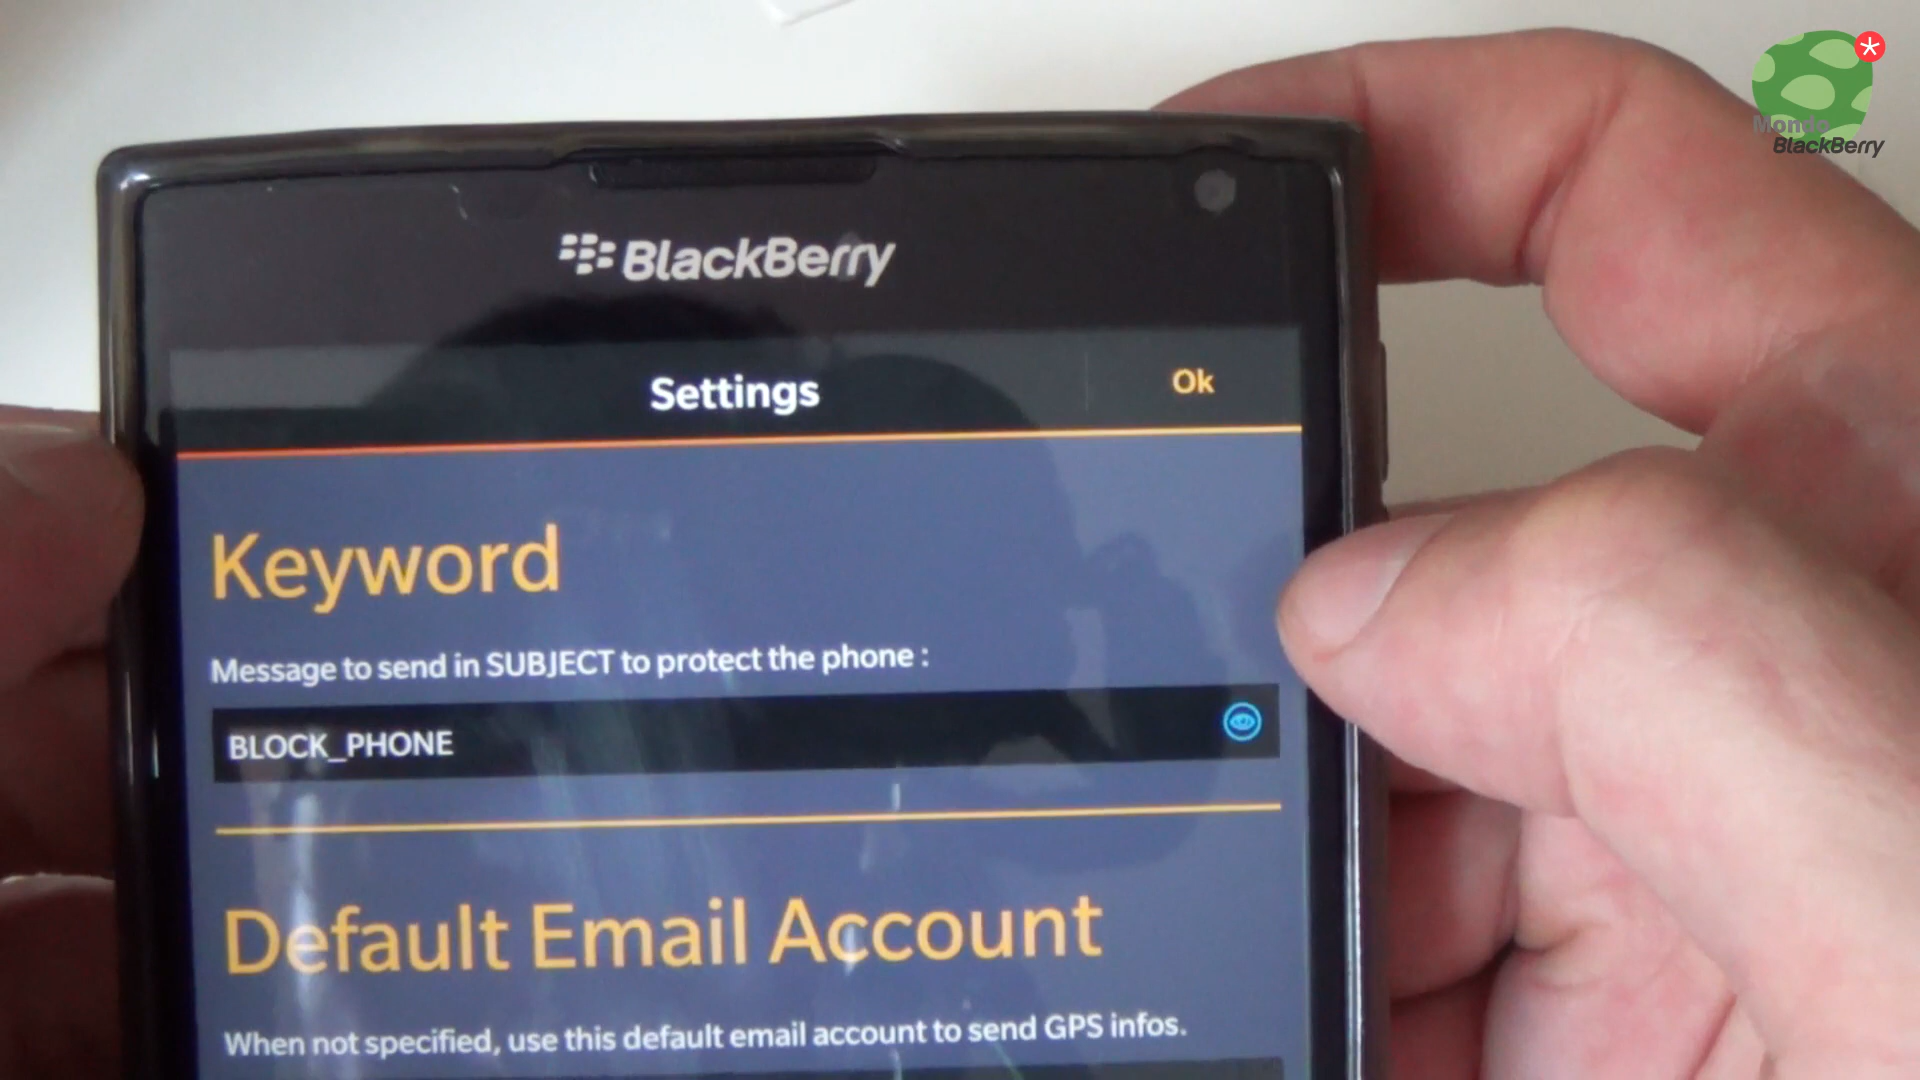 Mondo
BlackBerry
BlackBerry
Settings
Ok
Keyword
Message to send in SUBJECT to protect the phone :
BLOCK_PHONE
Default Email Account
When not specified, use this default email account to send GPS infos.